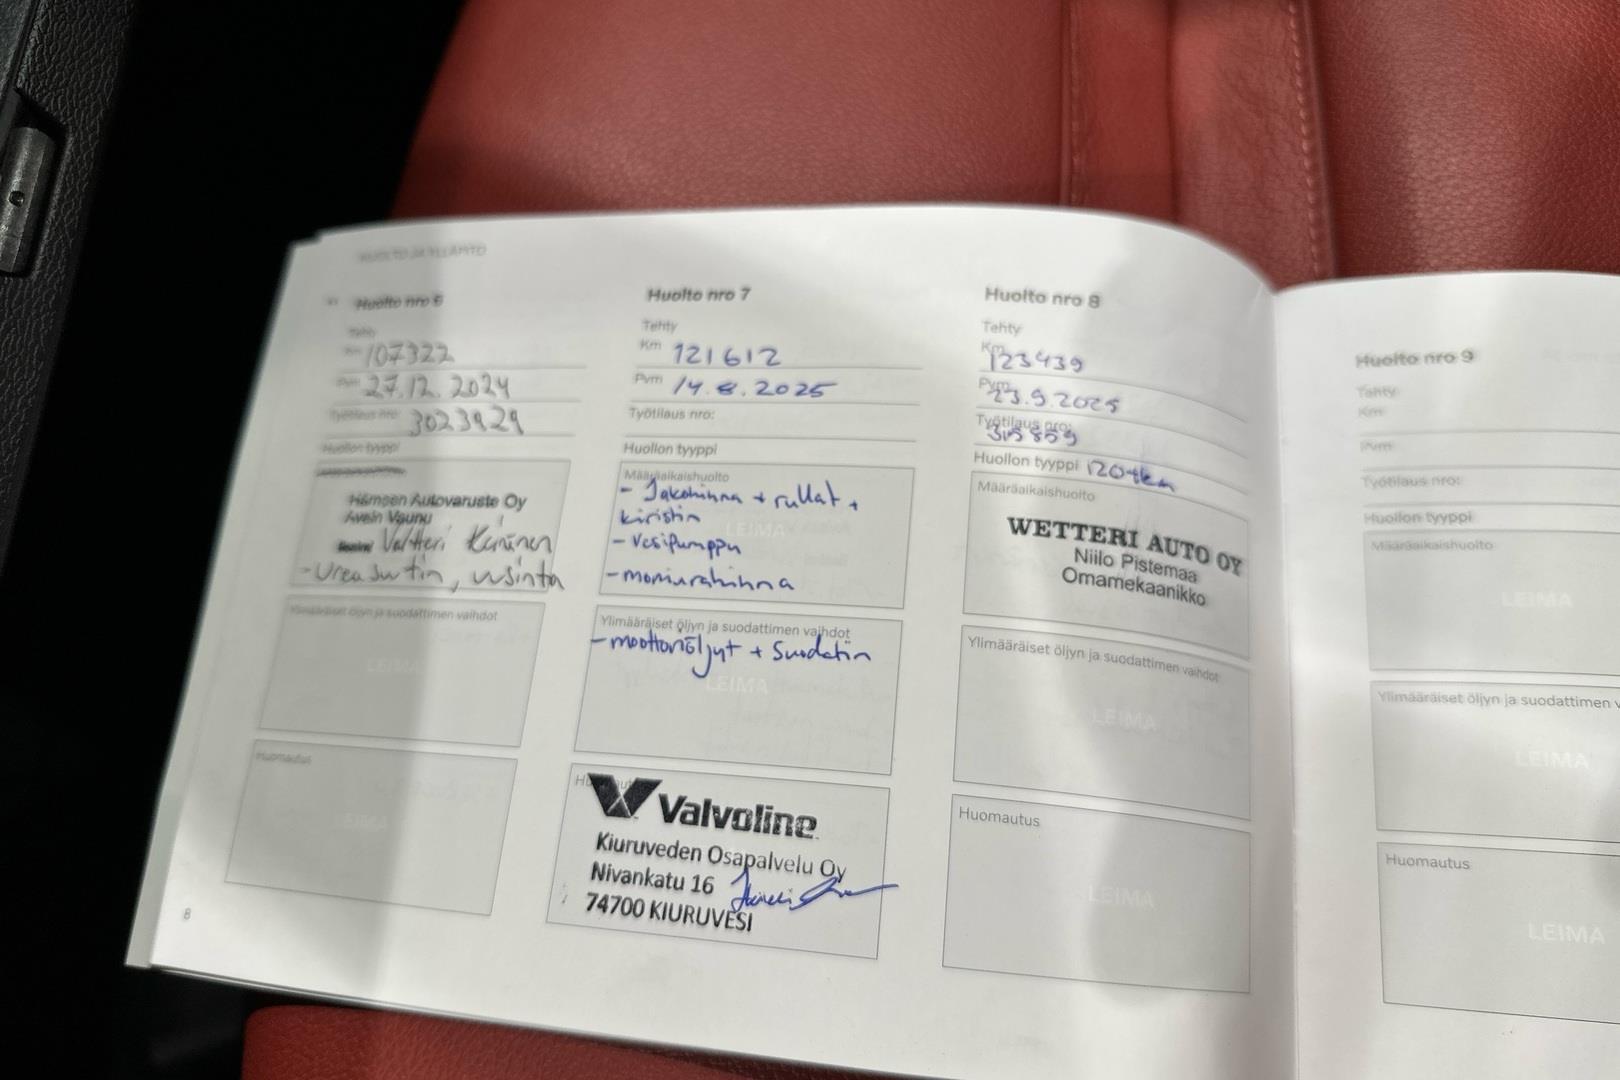 HUOLTO JA YLLÄPITO
Huolto nro 6
Tehty
Km 107322
Pvm 27.12.2024
Työtilaus nro: 3023929
Huollon tyyppi
Hämeen Autovaruste Oy
Valtteri
- Urea suutin, uusinta
Ylimääräiset öljyn ja suodattimen vaihdot
LEIMA
Huomautus
LEIMA
8
Huolto nro 7
Tehty
Km 121612
Pvm 14.8.2025
Työtilaus nro:
Huollon tyyppi
Määräaikaishuolto
- Jakohihna + rullat +
kiristin
LEIMA
- Vesipumppu
- moniurahihna
Ylimääräiset öljyn ja suodattimen vaihdot
- moottoriöljyt + Suodatin
LEIMA
Huomautus
Valvoline
Kiuruveden Osapalvelu Oy
Nivankatu 16
74700 KIURUVESI
Huolto nro 8
Tehty
Km 123439
Pvm 23.9.2025
Työtilaus nro:
Huollon tyyppi 120tkm
Määräaikaishuolto
WETTERI AUTO OY
Niilo Pistemaa
Omamekaanikko
Ylimääräiset öljyn ja suodattimen vaihdot
LEIMA
Huomautus
LEIMA
Huolto nro 9
Tehty
Km:
Pvm:
Työtilaus nro:
Huollon tyyppi
Määräaikaishuolto
LEIMA
Ylimääräiset öljyn ja suodattimen
LEIMA
Huomautus
LEIMA